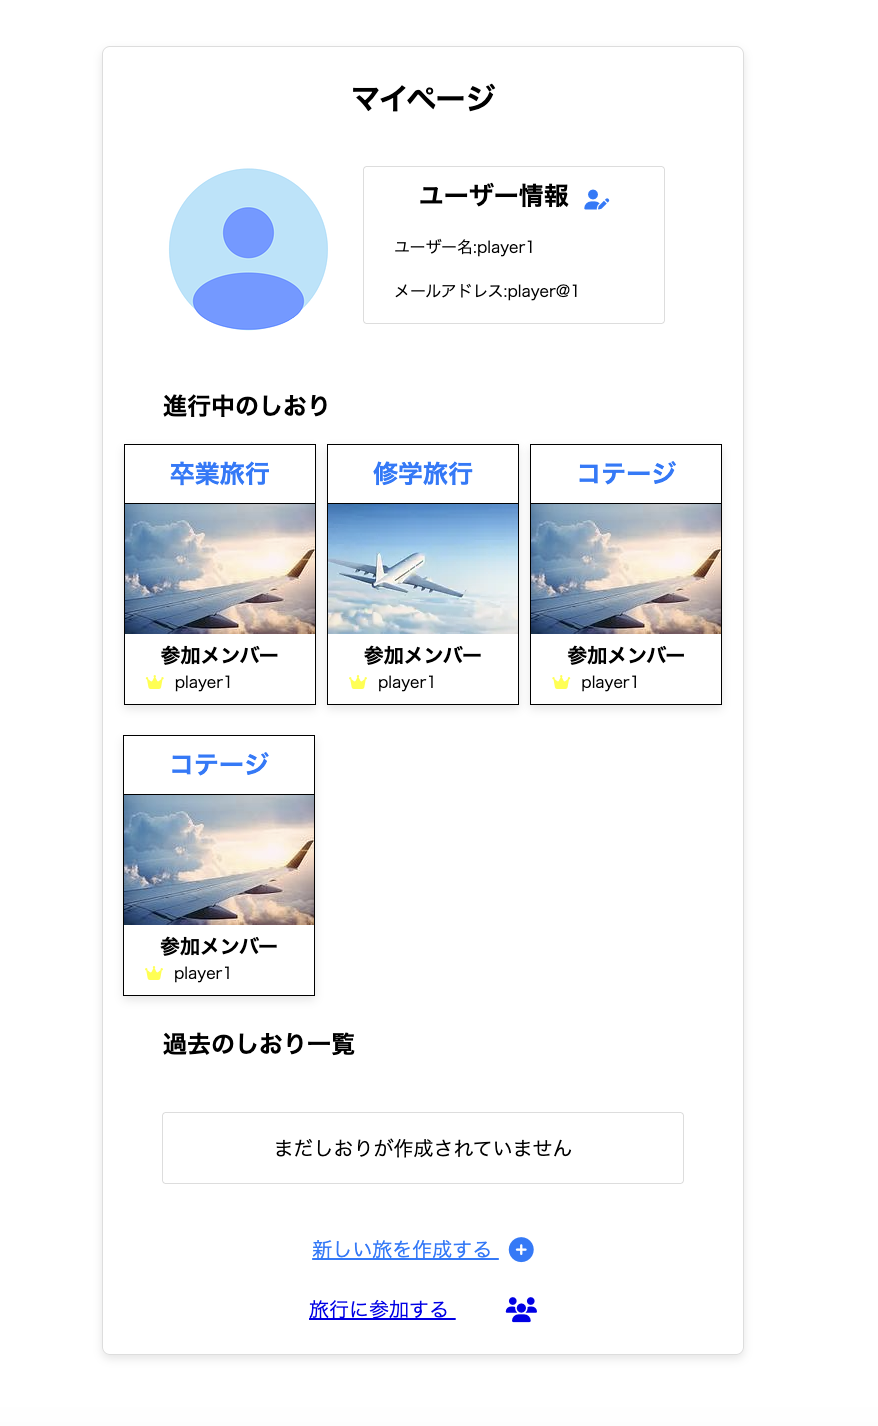 マイページ
ユーザー情報
ユーザー名:player1
メールアドレス:player@1
進行中のしおり
卒業旅行
参加メンバー
player1
修学旅行
参加メンバー
player1
コテージ
参加メンバー
player1
コテージ
参加メンバー
player1
過去のしおり一覧
まだしおりが作成されていません
新しい旅を作成する
旅行に参加する